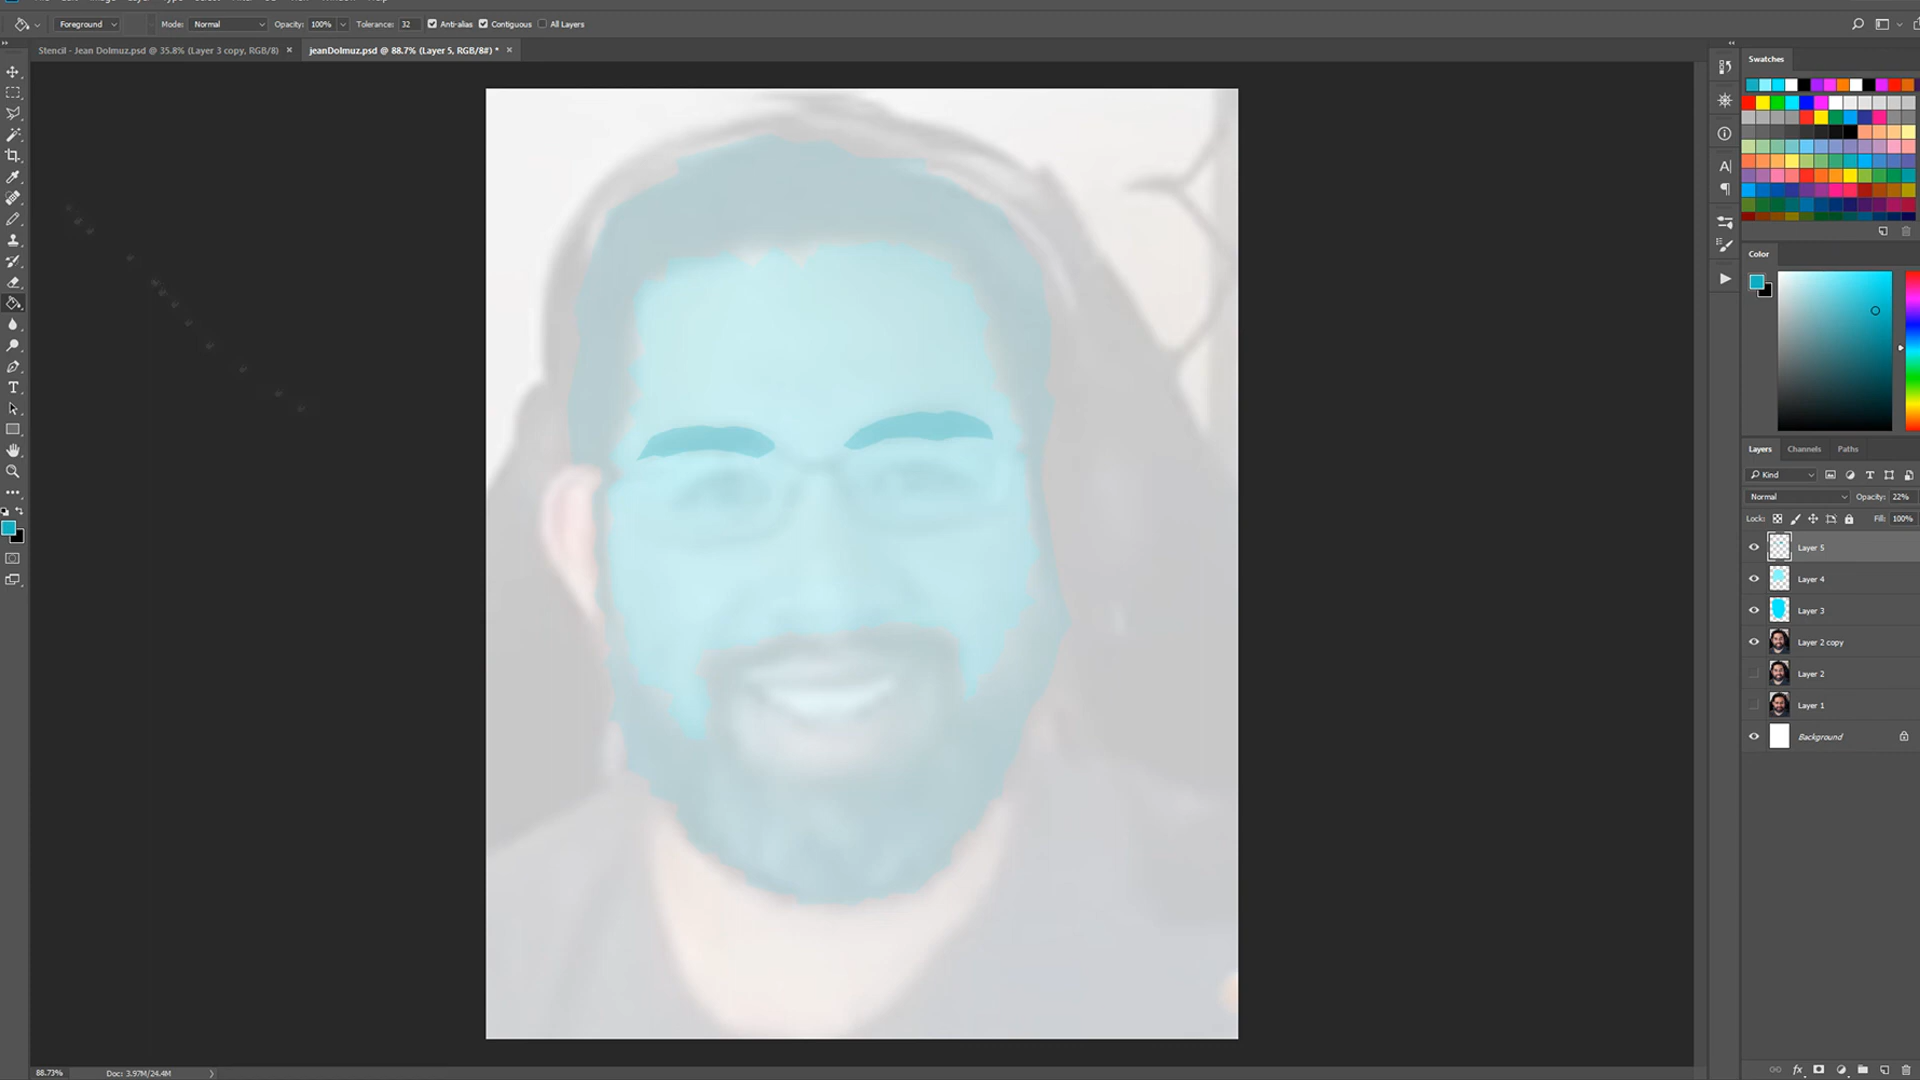 Foreground
Mode: Normal
Opacity: 100%
Tolerance: 32
Anti-alias
Contiguous
All Layers
Stencil - Jean Dolmuz.psd @ 35.8% (Layer 3 copy, RGB/8) ×
jeanDolmuz.psd @ 88.7% (Layer 5, RGB/8#) * ×
Swatches
Color
Layers Channels Paths
Kind
Normal Opacity: 22%
Lock: Fill: 100%
Layer 5
Layer 4
Layer 3
Layer 2 copy
Layer 2
Layer 1
Background
fx
88.73% Doc: 3.97M/24.4M